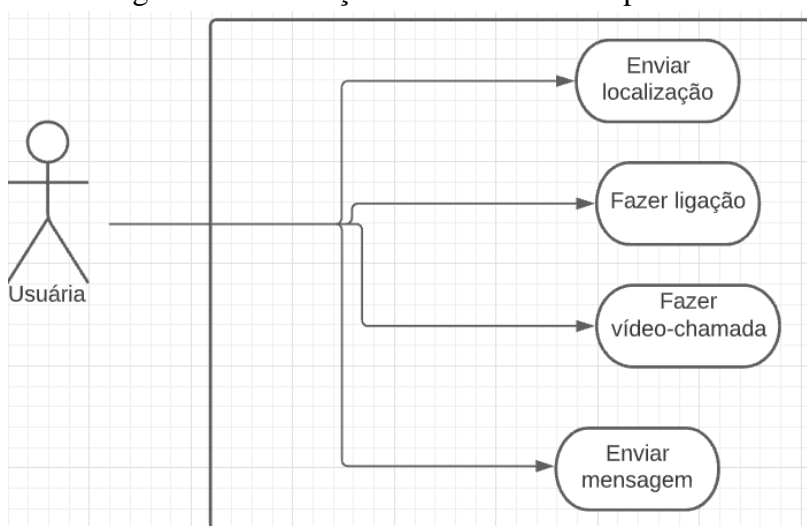 Enviar
localização
Fazer ligação
Usuária
Fazer
vídeo-chamada
Enviar
mensagem